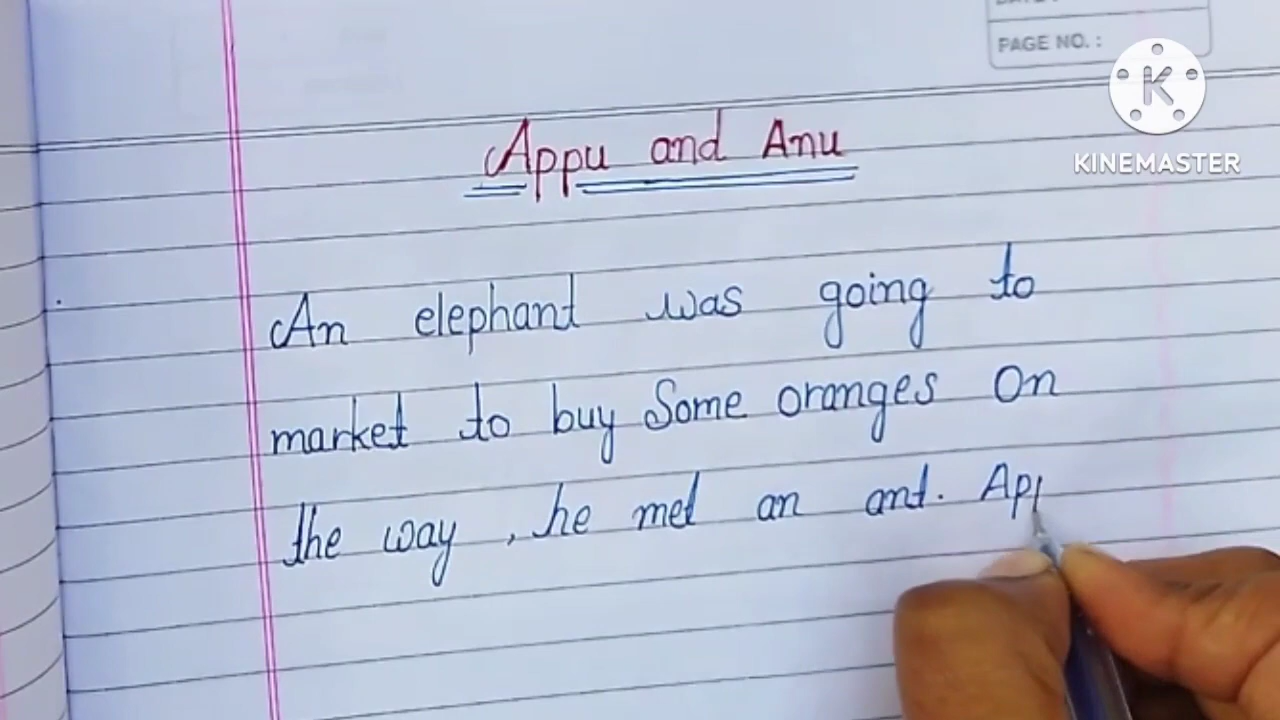 PAGE NO. :
KINEMASTER
Appu and Anu
An elephant was going to
market to buy Some oranges On
the way , he met an ant. Ap